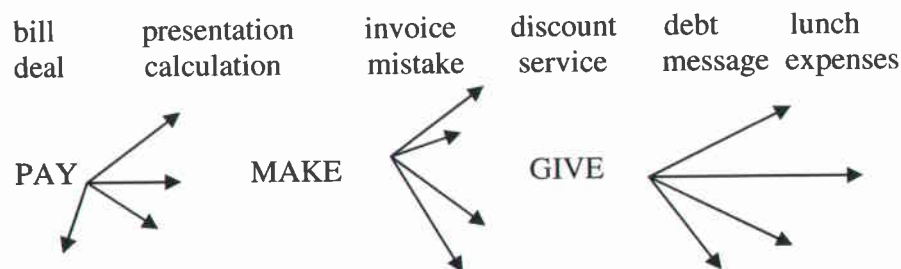 bill presentation invoice discount debt lunch
deal calculation mistake service message expenses
PAY MAKE GIVE